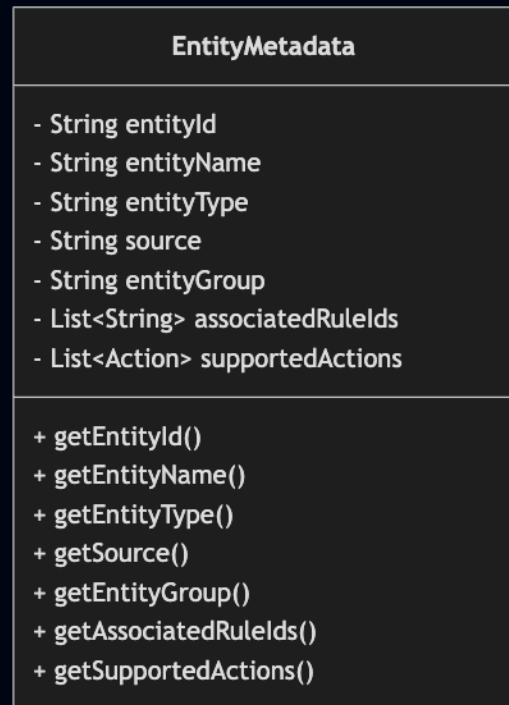 EntityMetadata
- String entityId
- String entityName
- String entityType
- String source
- String entityGroup
- List<String> associatedRuleIds
- List<Action> supportedActions
+ getEntityId()
+ getEntityName()
+ getEntityType()
+ getSource()
+ getEntityGroup()
+ getAssociatedRuleIds()
+ getSupportedActions()